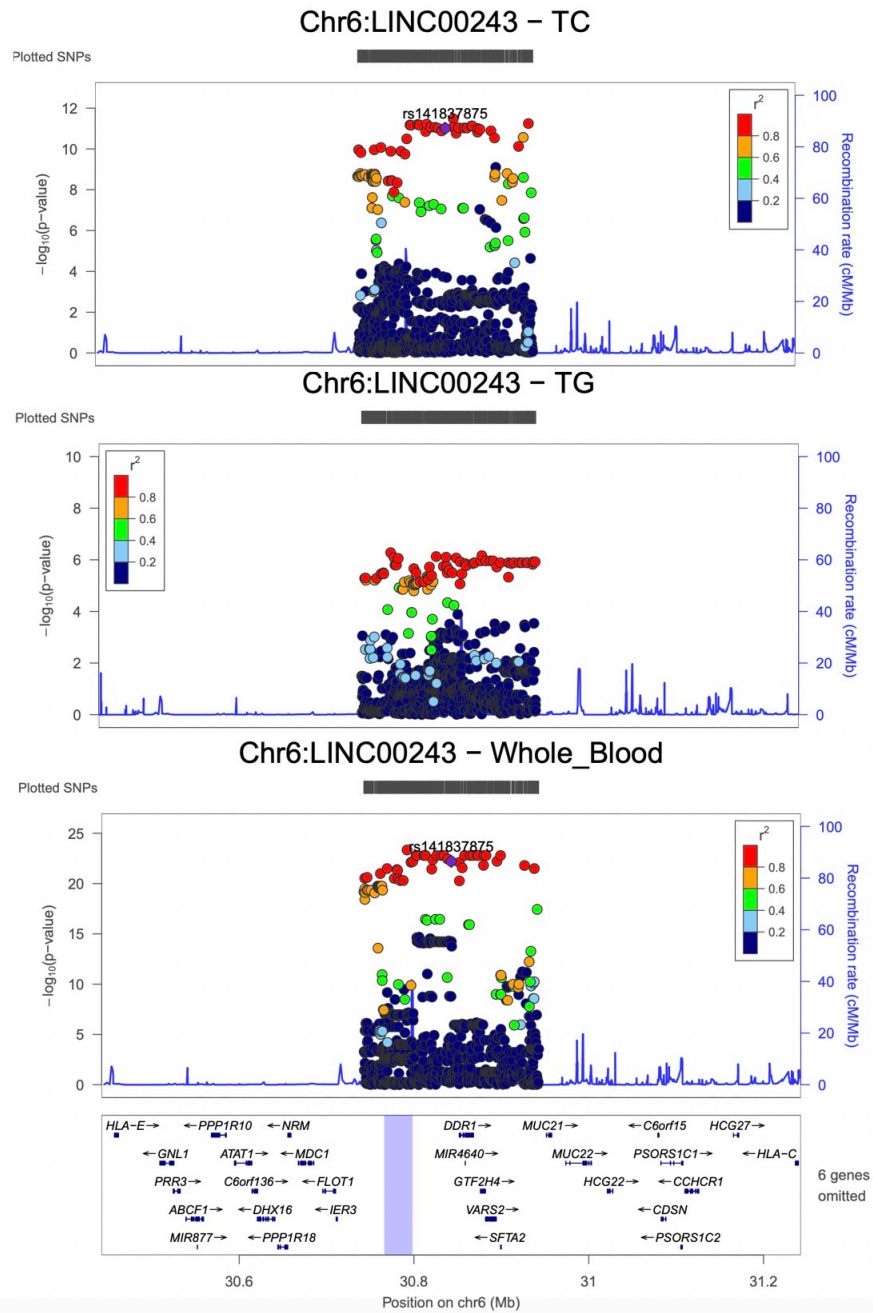 Chr6:LINC00243 − TC
Plotted SNPs
rs141837875
r2
0.8
0.6
0.4
0.2
12
10
8
6
4
2
0
−log10(p−value)
100
80
60
40
20
0
Recombination rate (cM/Mb)
Chr6:LINC00243 − TG
Plotted SNPs
r2
0.8
0.6
0.4
0.2
10
8
6
4
2
0
−log10(p−value)
100
80
60
40
20
0
Recombination rate (cM/Mb)
Chr6:LINC00243 − Whole_Blood
Plotted SNPs
rs141837875
r2
0.8
0.6
0.4
0.2
25
20
15
10
5
0
−log10(p−value)
100
80
60
40
20
0
Recombination rate (cM/Mb)
HLA-E→ ←PPP1R10 ←NRM DDR1→ MUC21→ ←C6orf15 HCG27→
←GNL1 ATAT1→ ←MDC1 MIR4640→ MUC22→ PSORS1C1→ ←HLA-C
PRR3→ C6orf136→ ←FLOT1 GTF2H4→ HCG22→ ←CCHCR1
ABCF1→ ←DHX16 ←IER3 VARS2→ ←CDSN
MIR877→ ←PPP1R18 ←SFTA2 ←PSORS1C2
6 genes
omitted
30.6 30.8 31 31.2
Position on chr6 (Mb)